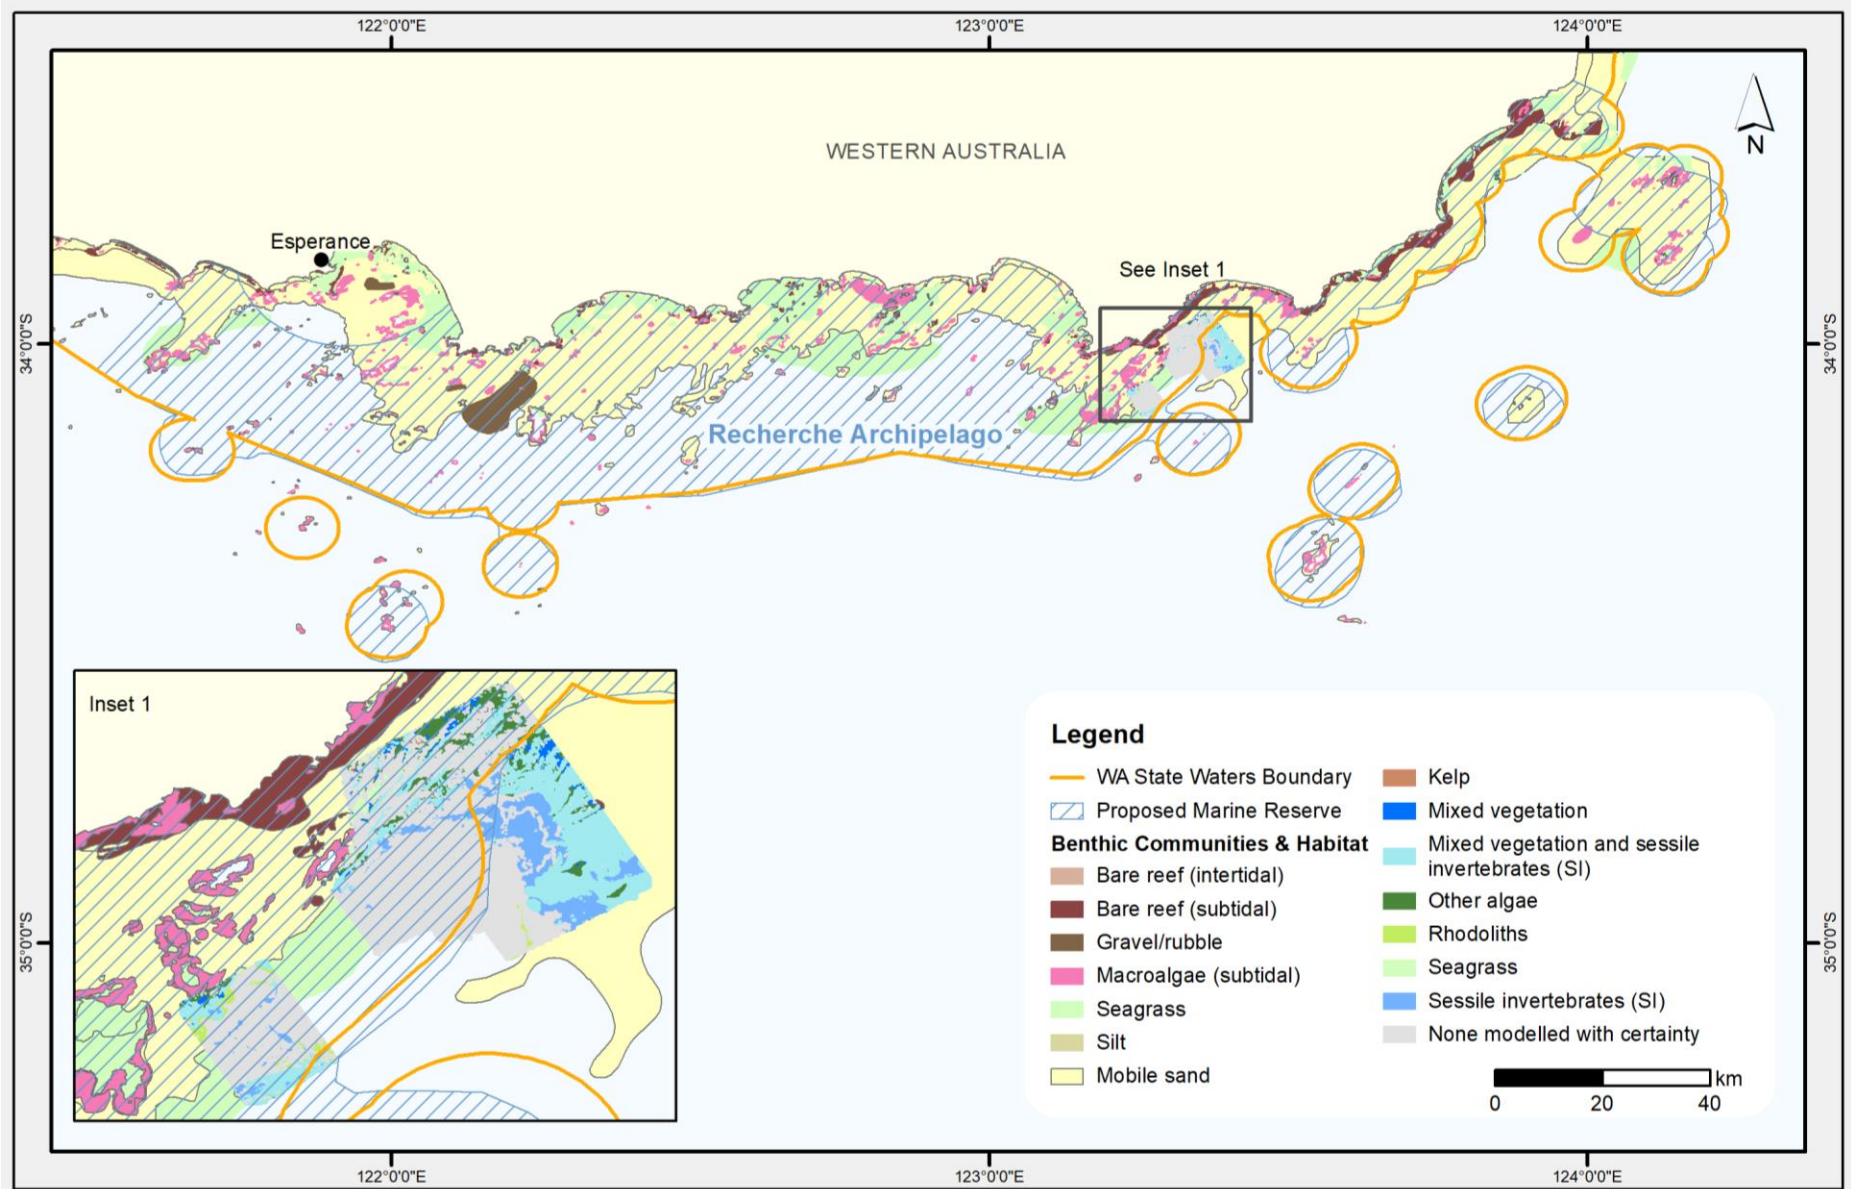 122°0'0"E
123°0'0"E
124°0'0"E
WESTERN AUSTRALIA
N
Esperance
See Inset 1
34°0'0"S
34°0'0"S
Recherche Archipelago
Inset 1
Legend
WA State Waters Boundary
Proposed Marine Reserve
Benthic Communities & Habitat
Bare reef (intertidal)
Bare reef (subtidal)
Gravel/rubble
Macroalgae (subtidal)
Seagrass
Silt
Mobile sand
Kelp
Mixed vegetation
Mixed vegetation and sessile
invertebrates (SI)
Other algae
Rhodoliths
Seagrass
Sessile invertebrates (SI)
None modelled with certainty
km
0
20
40
35°0'0"S
35°0'0"S
122°0'0"E
123°0'0"E
124°0'0"E